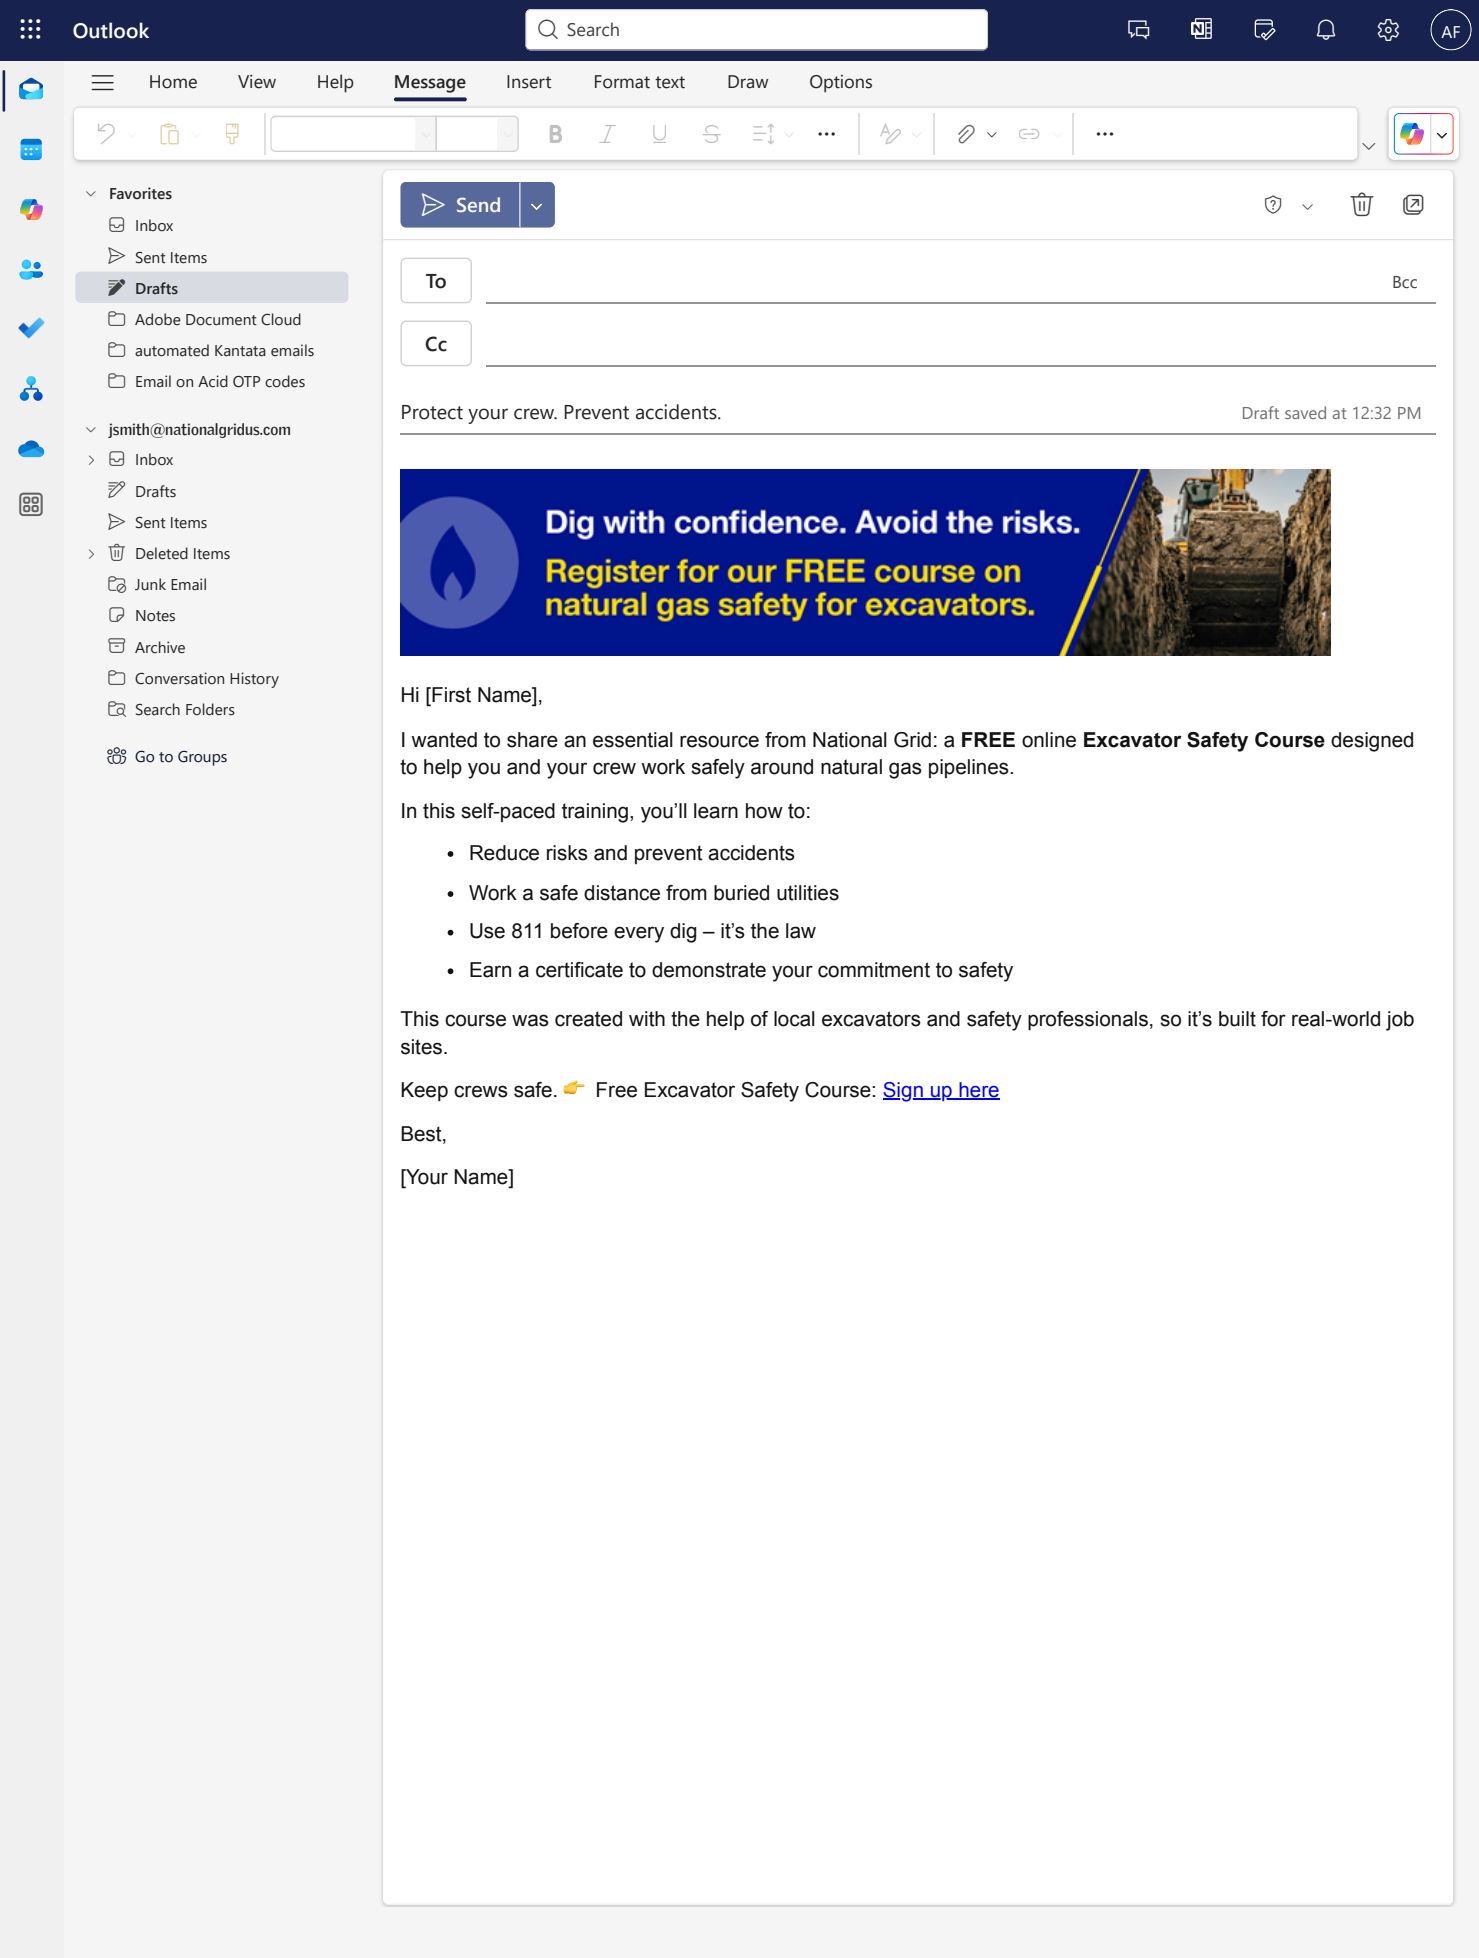 Outlook
Search
AF
Home View Help Message Insert Format text Draw Options
Favorites
Inbox
Sent Items
Drafts
Adobe Document Cloud
automated Kantata emails
Email on Acid OTP codes
jsmith@nationalgridus.com
Inbox
Drafts
Sent Items
Deleted Items
Junk Email
Notes
Archive
Conversation History
Search Folders
Go to Groups
Send
To
Bcc
Cc
Protect your crew. Prevent accidents.
Draft saved at 12:32 PM
Dig with confidence. Avoid the risks.
Register for our FREE course on
natural gas safety for excavators.
Hi [First Name],
I wanted to share an essential resource from National Grid: a FREE online Excavator Safety Course designed
to help you and your crew work safely around natural gas pipelines.
In this self-paced training, you’ll learn how to:
• Reduce risks and prevent accidents
• Work a safe distance from buried utilities
• Use 811 before every dig – it’s the law
• Earn a certificate to demonstrate your commitment to safety
This course was created with the help of local excavators and safety professionals, so it’s built for real-world job
sites.
Keep crews safe. 👉 Free Excavator Safety Course: Sign up here
Best,
[Your Name]